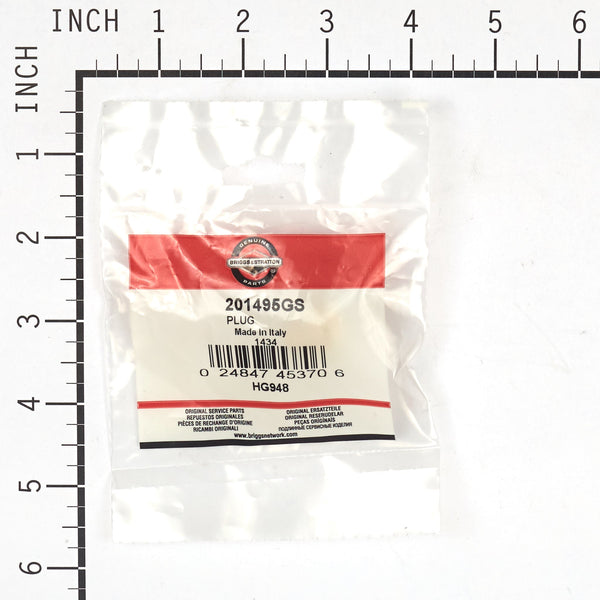 INCH 1 2 3 4 5 6
INCH
1
2
3
4
5
6
GENUINE
BRIGGS & STRATTON
PARTS
201495GS
PLUG
Made in Italy
1434
0 24847 45370 6
HG948
ORIGINAL SERVICE PARTS
REPUESTOS ORIGINALES
PIÈCES DE RECHANGE D'ORIGINE
RICAMBI ORIGINALI
ORIGINAL ERSATZTEILE
ORIGINAL RESERUDELAR
PEÇAS ORIGINAIS
ПОДЛИННЫЕ СЕРВИСНЫЕ ИЗДЕЛИЯ
www.briggsnetwork.com